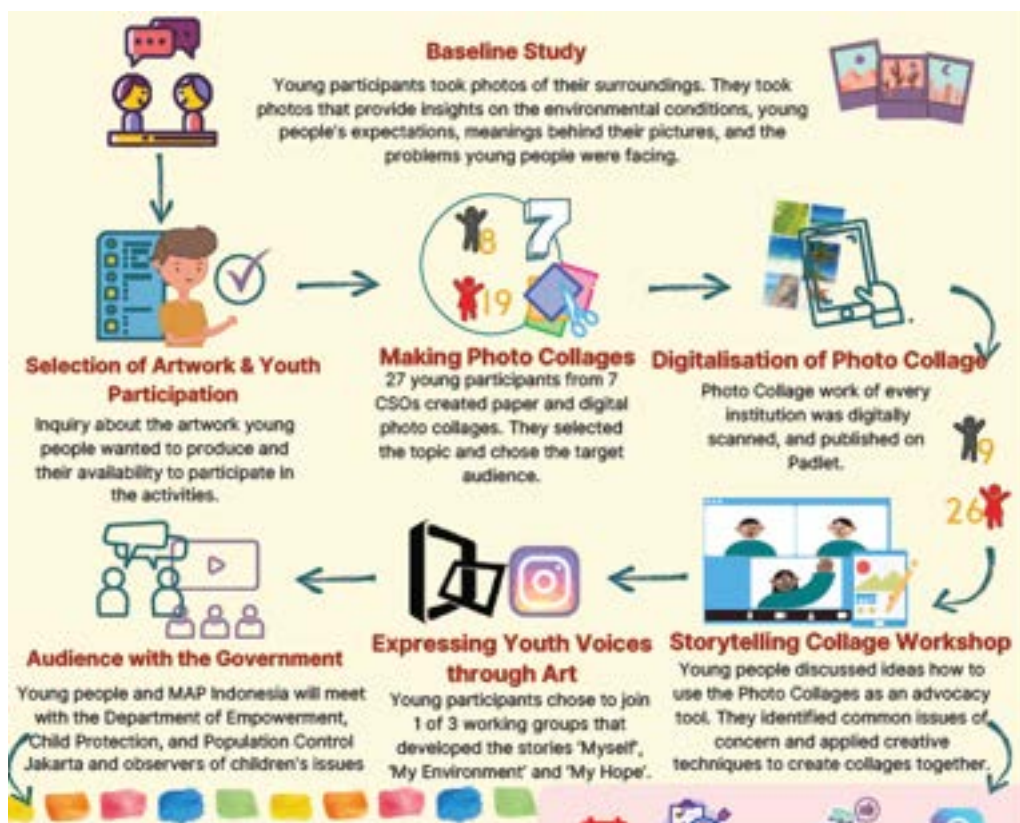 Baseline Study
Young participants took photos of their surroundings. They took
photos that provide insights on the environmental conditions, young
people's expectations, meanings behind their pictures, and the
problems young people were facing.
Selection of Artwork & Youth
Participation
Inquiry about the artwork young
people wanted to produce and
their availability to participate in
the activities.
8
7
19
Making Photo Collages
27 young participants from 7
CSOs created paper and digital
photo collages. They selected
the topic and chose the target
audience.
Digitalisation of Photo Collage
Photo Collage work of every
institution was digitally
scanned, and published on
Padlet.
9
26
Storytelling Collage Workshop
Young people discussed ideas how to
use the Photo Collages as an advocacy
tool. They identified common issues of
concern and applied creative
techniques to create collages together.
Expressing Youth Voices
through Art
Young participants chose to join
1 of 3 working groups that
developed the stories 'Myself',
'My Environment' and 'My Hope'.
Audience with the Government
Young people and MAP Indonesia will meet
with the Department of Empowerment,
Child Protection, and Population Control
Jakarta and observers of children's issues